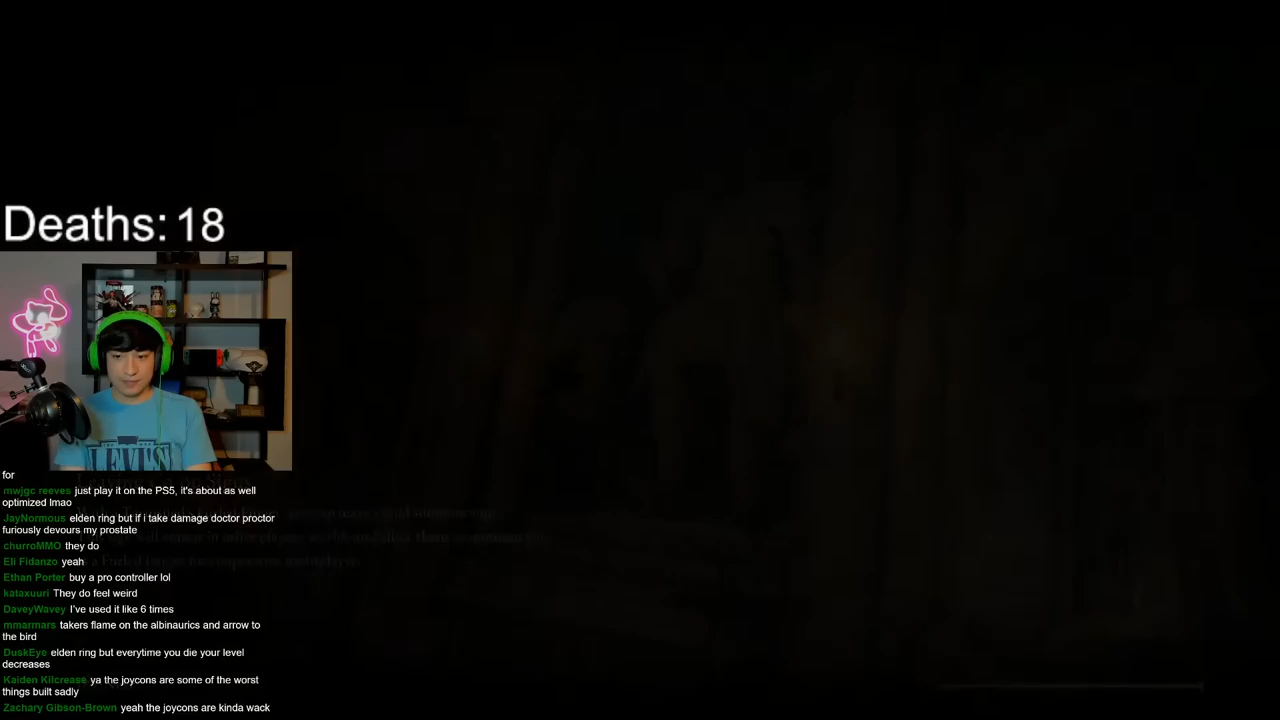 Deaths: 18
for
mwjgc reeves just play it on the PS5, it's about as well
optimized lmao
JayNormous elden ring but if i take damage doctor proctor
furiously devours my prostate
churroMMO they do
Eli Fidanzo yeah
Ethan Porter buy a pro controller lol
kataxuuri They do feel weird
DaveyWavey I've used it like 6 times
mmarmars takers flame on the albinaurics and arrow to
the bird
DuskEye elden ring but everytime you die your level
decreases
Kaiden Kilcrease ya the joycons are some of the worst
things built sadly
Zachary Gibson-Brown yeah the joycons are kinda wack